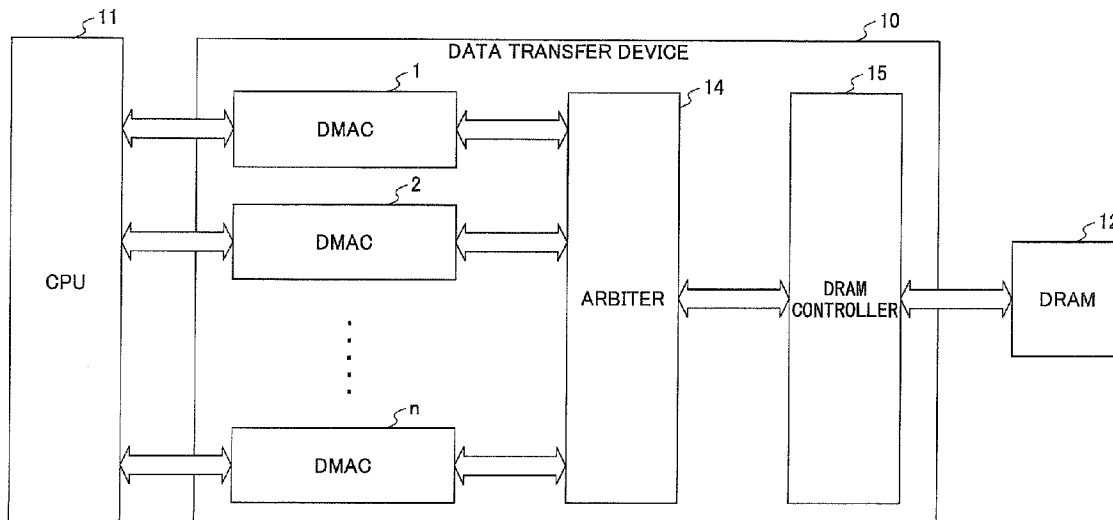 11
10
DATA TRANSFER DEVICE
1
14
15
DMAC
2
DMAC
12
CPU
ARBITER
DRAM
CONTROLLER
DRAM
n
DMAC